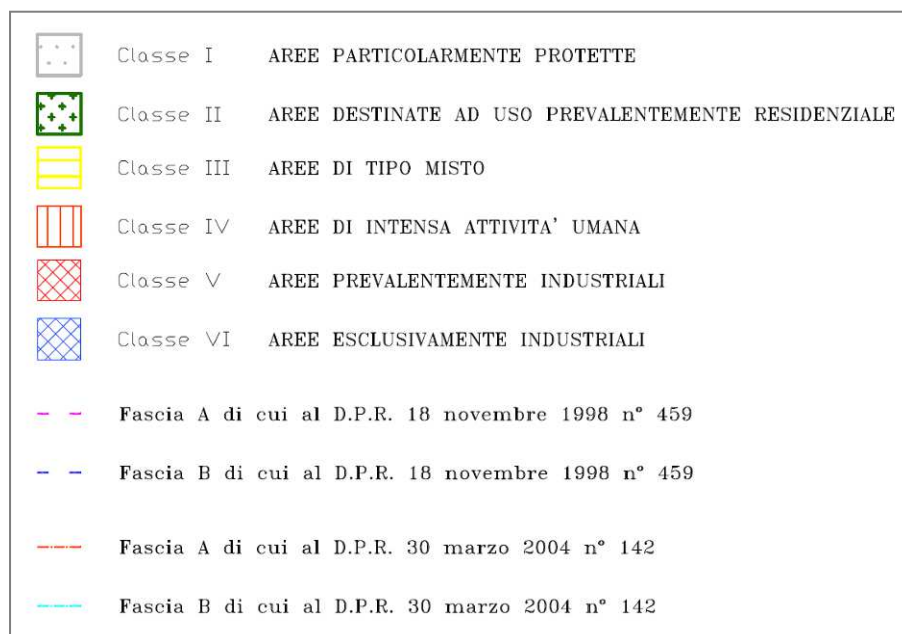 Classe I AREE PARTICOLARMENTE PROTETTE
Classe II AREE DESTINATE AD USO PREVALENTEMENTE RESIDENZIALE
Classe III AREE DI TIPO MISTO
Classe IV AREE DI INTENSA ATTIVITA' UMANA
Classe V AREE PREVALENTEMENTE INDUSTRIALI
Classe VI AREE ESCLUSIVAMENTE INDUSTRIALI
Fascia A di cui al D.P.R. 18 novembre 1998 n° 459
Fascia B di cui al D.P.R. 18 novembre 1998 n° 459
Fascia A di cui al D.P.R. 30 marzo 2004 n° 142
Fascia B di cui al D.P.R. 30 marzo 2004 n° 142